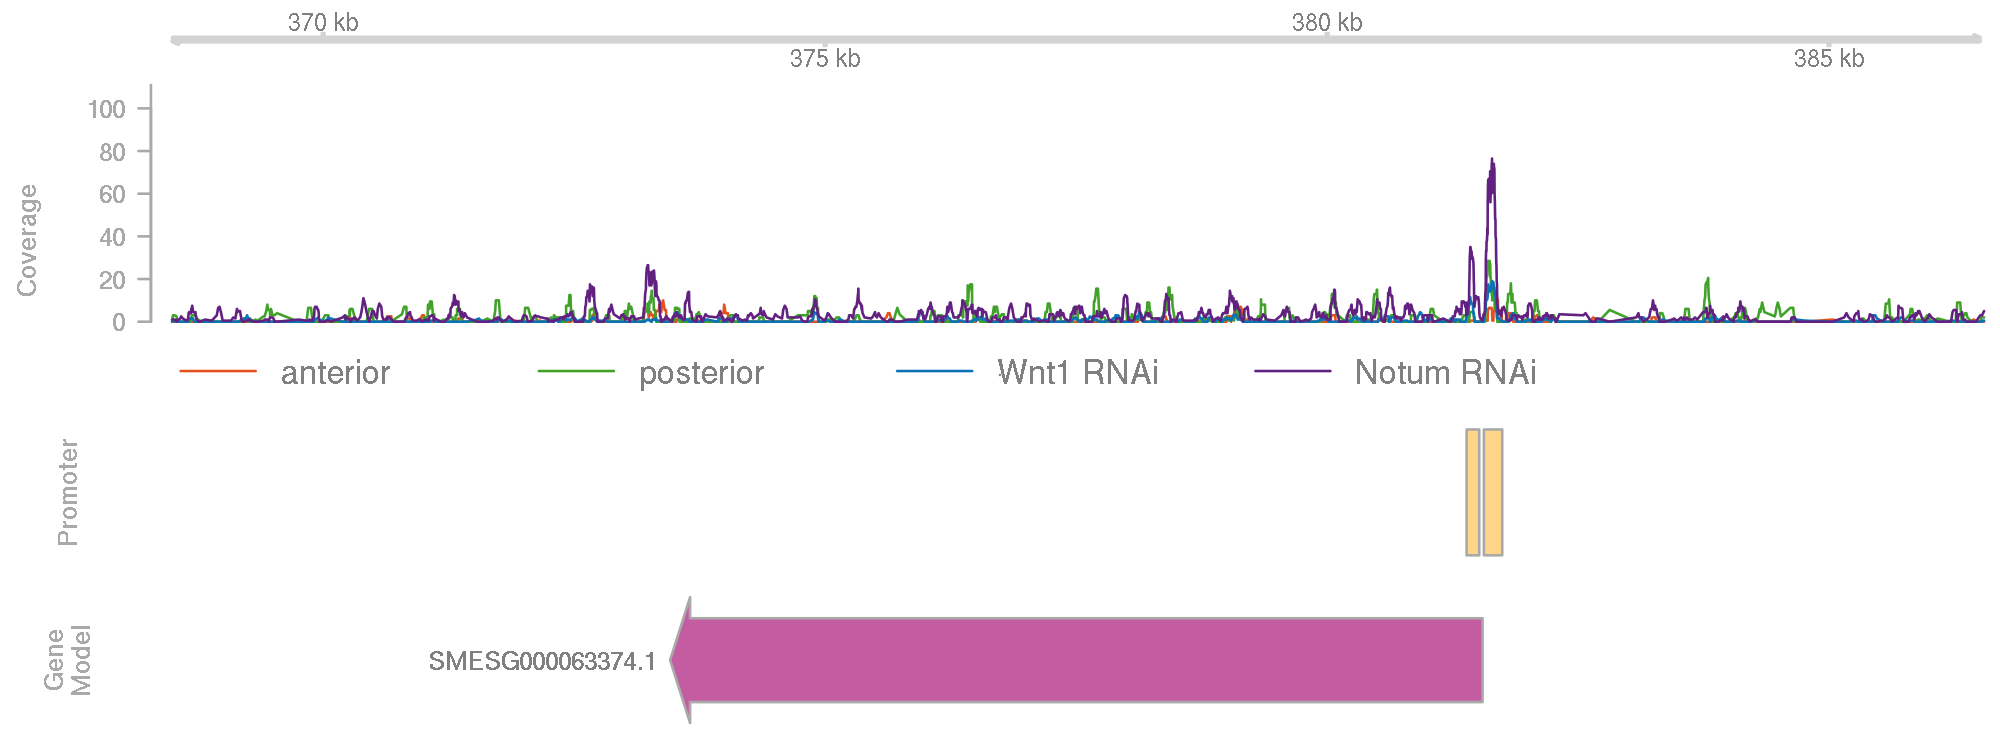 370 kb
380 kb
375 kb
385 kb
Coverage
100
80
60
40
20
0
anterior
posterior
Wnt1 RNAi
Notum RNAi
Promoter
Gene
Model
SMESG000063374.1